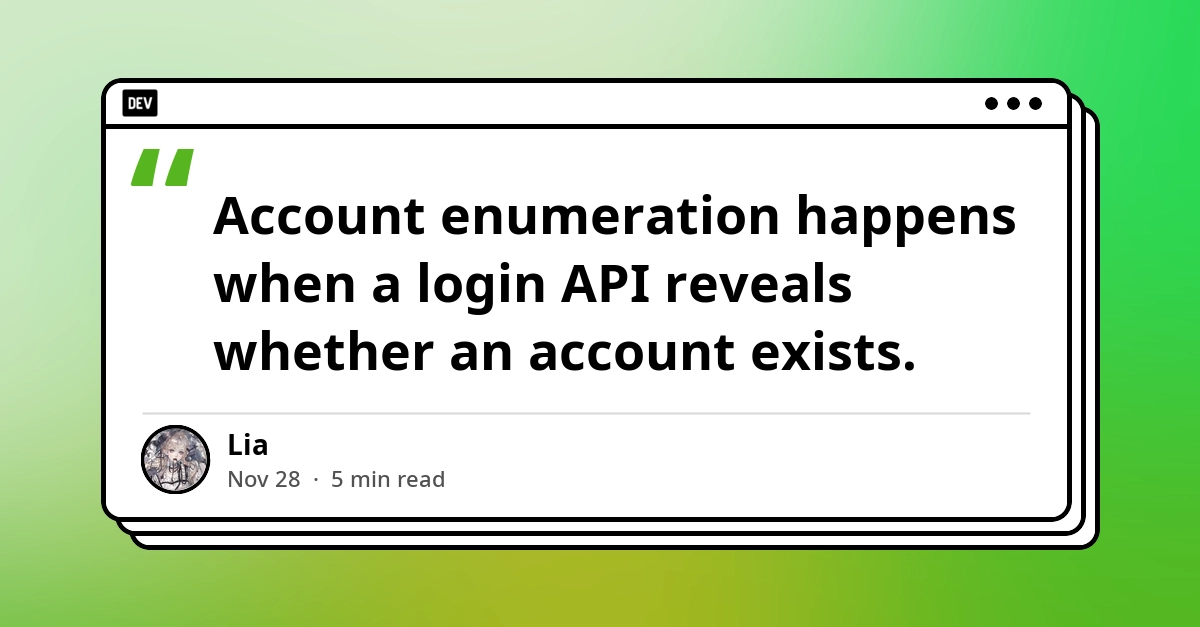 DEV
“
Account enumeration happens
when a login API reveals
whether an account exists.
Lia
Nov 28 · 5 min read